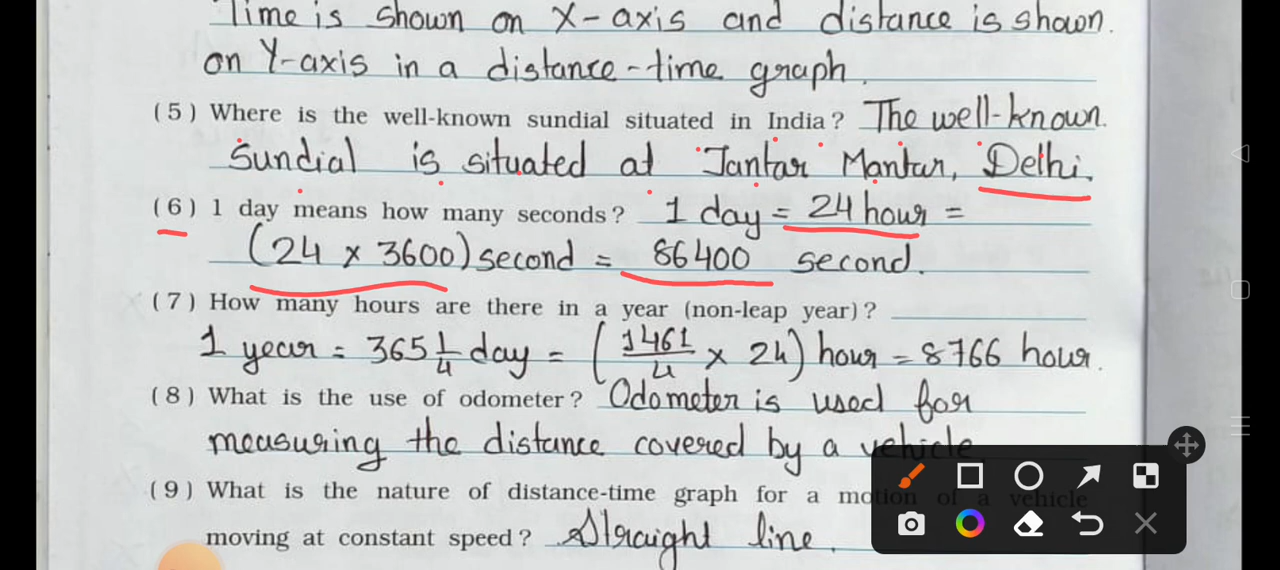 Time is shown on X-axis and distance is shown.
on Y-axis in a distance-time graph.
(5) Where is the well-known sundial situated in India? The well-known.
Sundial is situated at Jantar Mantar, Delhi.
(6) 1 day means how many seconds? 1 day = 24 hour =
(24 x 3600) second = 86400 second.
(7) How many hours are there in a year (non-leap year)?
1 year = 365 1/4 day = (1461/4 x 24) hour = 8766 hour.
(8) What is the use of odometer? Odometer is used for
measuring the distance covered by a vehicle
(9) What is the nature of distance-time graph for a motion of a vehicle
moving at constant speed? Straight line.